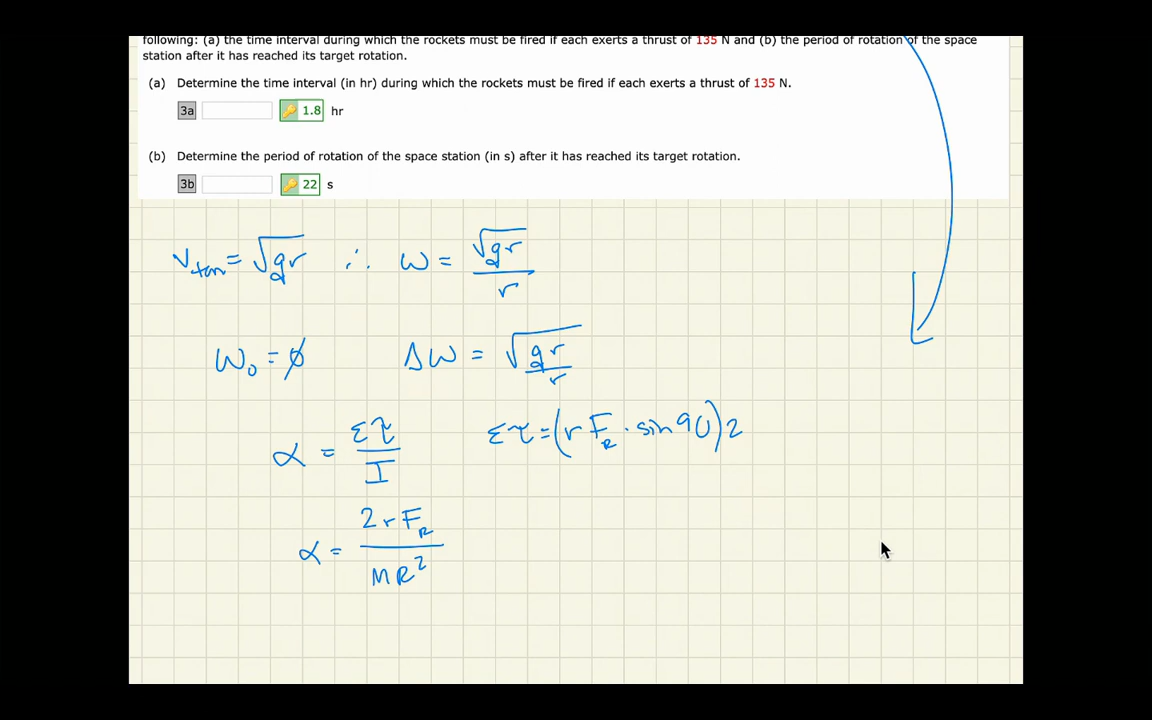 following: (a) the time interval during which the rockets must be fired if each exerts a thrust of 135 N and (b) the period of rotation of the space
station after it has reached its target rotation.
(a) Determine the time interval (in hr) during which the rockets must be fired if each exerts a thrust of 135 N.
3a 1.8 hr
(b) Determine the period of rotation of the space station (in s) after it has reached its target rotation.
3b 22 s
V_tan = √gr ∴ ω = √gr / r
ω₀ = ∅ Δω = √gr / r
α = Στ / I Στ = (r F_R · sin90)2
α = 2rF_R / MR²